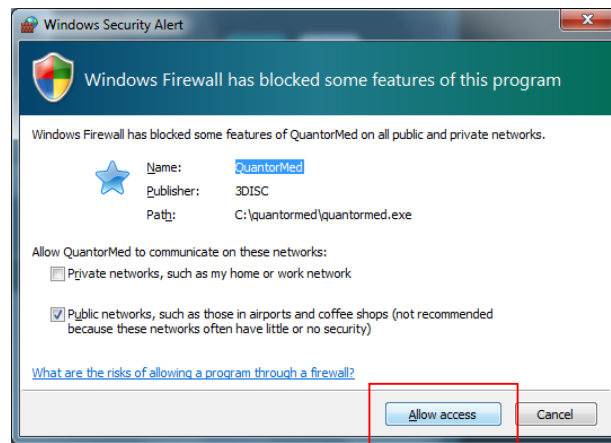 Windows Security Alert
Windows Firewall has blocked some features of this program
Windows Firewall has blocked some features of QuantorMed on all public and private networks.
Name: QuantorMed
Publisher: 3DISC
Path: C:\quantormed\quantormed.exe
Allow QuantorMed to communicate on these networks:
Private networks, such as my home or work network
Public networks, such as those in airports and coffee shops (not recommended
because these networks often have little or no security)
What are the risks of allowing a program through a firewall?
Allow access Cancel